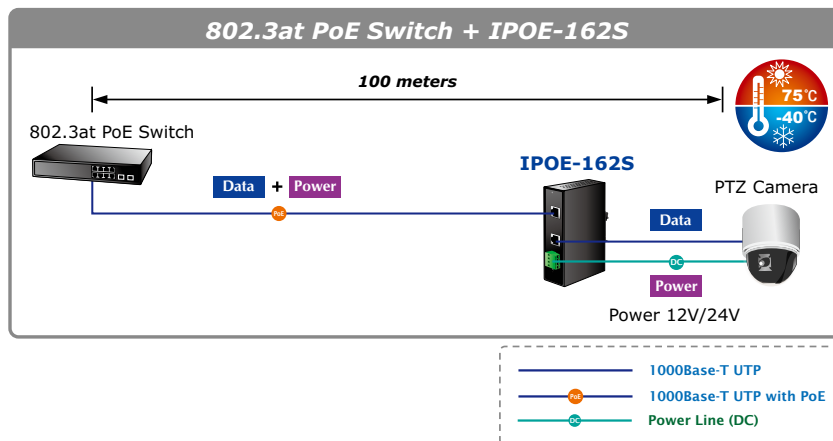 802.3at PoE Switch + IPOE-162S
100 meters
75°C
-40°C
802.3at PoE Switch
IPOE-162S
PTZ Camera
Data + Power
Data
PoE
DC
Power
Power 12V/24V
1000Base-T UTP
PoE
1000Base-T UTP with PoE
DC
Power Line (DC)